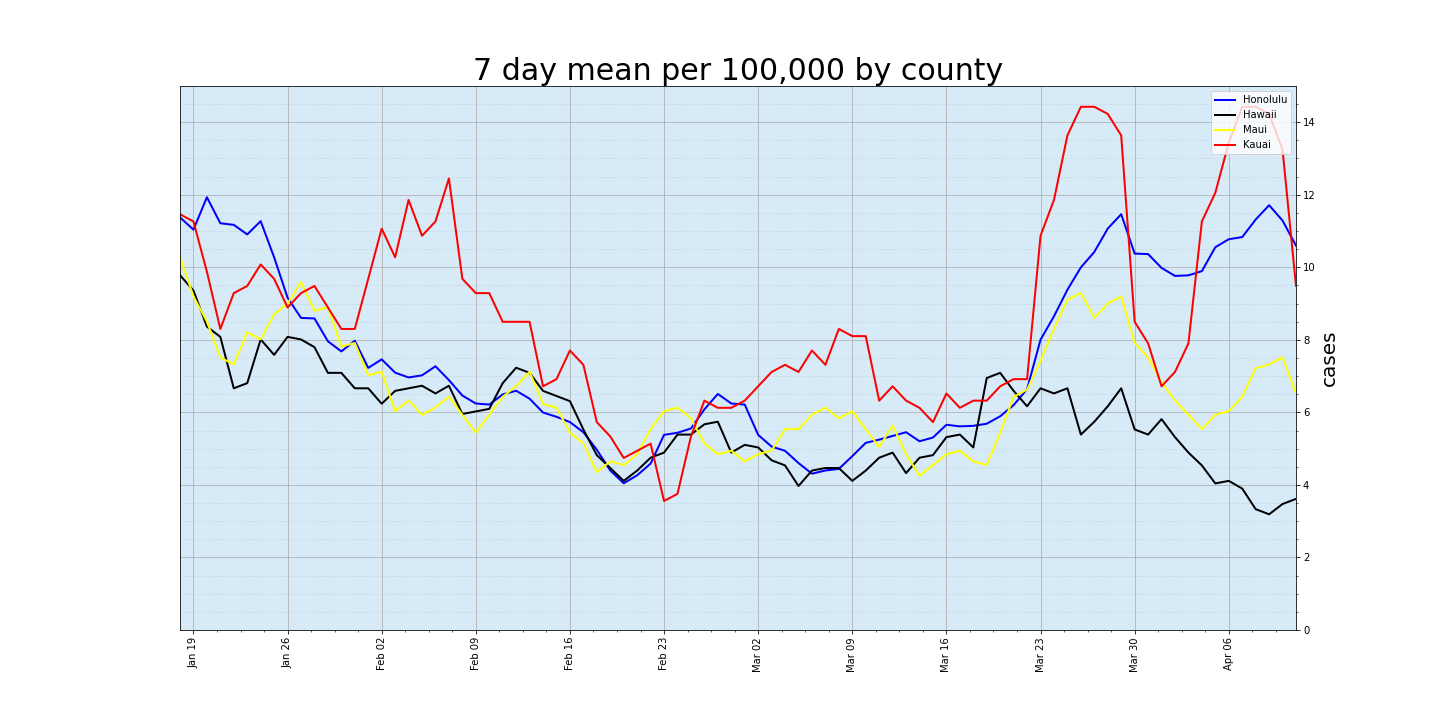 7 day mean per 100,000 by county
Honolulu
Hawaii
Maui
Kauai
14
12
10
8
6
4
2
0
cases
Jan 19
Jan 26
Feb 02
Feb 09
Feb 16
Feb 23
Mar 02
Mar 09
Mar 16
Mar 23
Mar 30
Apr 06